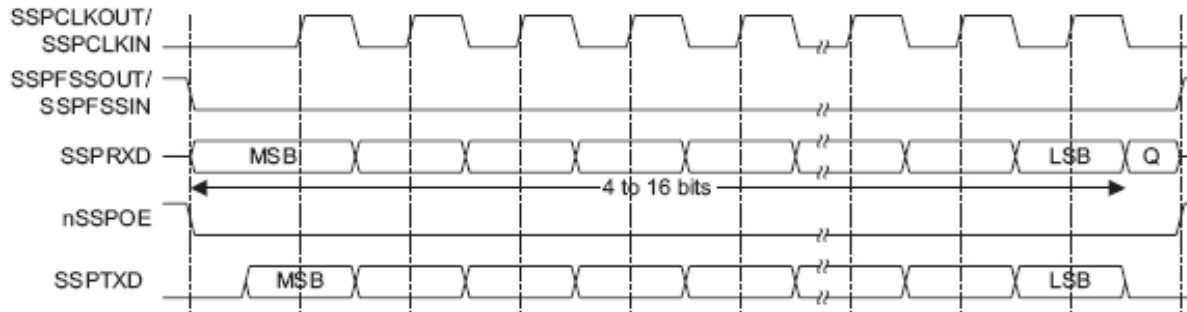 SSPCLKOUT/
SSPCLKIN
SSPFSSOUT/
SSPFSSIN
SSPRXD MSB LSB Q
4 to 16 bits
nSSPOE
SSPTXD MSB LSB